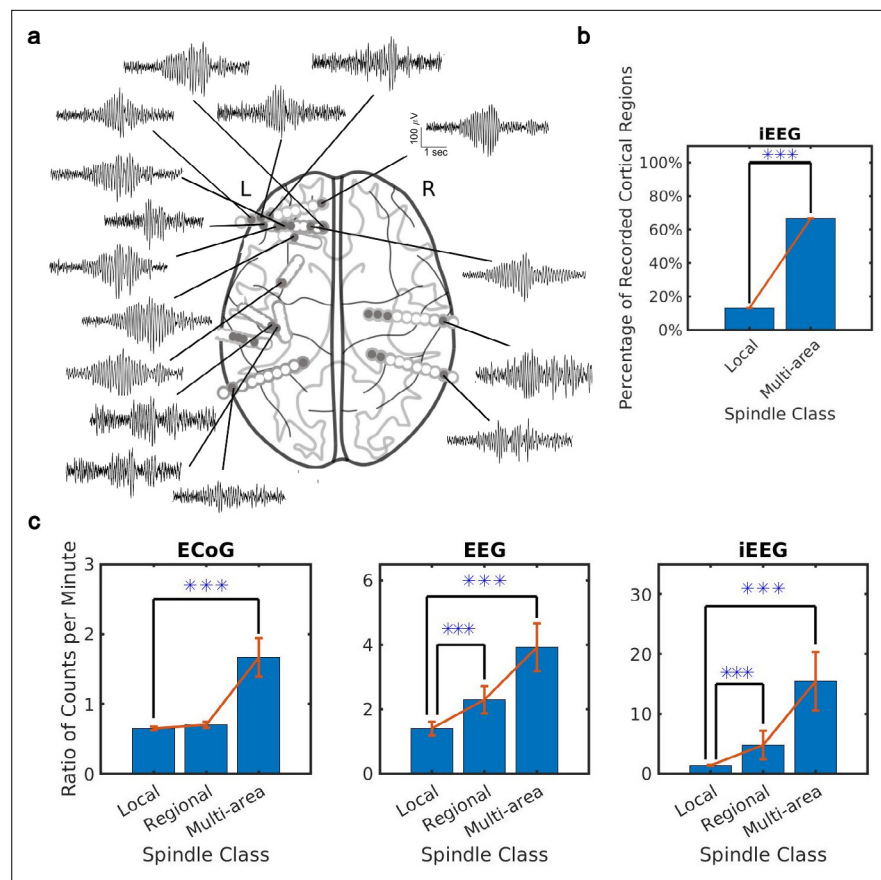 a
b
100 μV
1 sec
L
R
iEEG
Percentage of Recorded Cortical Regions
100%
80%
60%
40%
20%
0%
***
Local
Multi-area
Spindle Class
c
ECoG
Ratio of Counts per Minute
3
2
1
0
***
Local
Regional
Multi-area
Spindle Class
EEG
6
4
2
0
***
***
Local
Regional
Multi-area
Spindle Class
iEEG
30
20
10
0
***
***
Local
Regional
Multi-area
Spindle Class